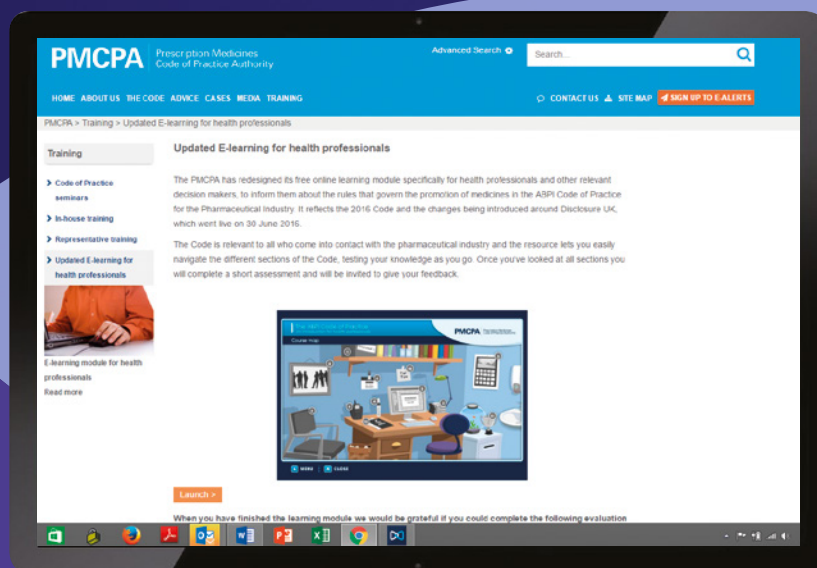 PMCPA Prescription Medicines
Code of Practice Authority
Advanced Search
Search...
HOME ABOUT US THE CODE ADVICE CASES MEDIA TRAINING
CONTACT US SITE MAP SIGN UP TO E-ALERTS
PMCPA > Training > Updated E-learning for health professionals
Training
Code of Practice
seminars
In-house training
Representative training
Updated E-learning for
health professionals
E-learning module for health
professionals
Read more
Updated E-learning for health professionals
The PMCPA has redesigned its free online learning module specifically for health professionals and other relevant
decision makers, to inform them about the rules that govern the promotion of medicines in the ABPI Code of Practice
for the Pharmaceutical Industry. It reflects the 2016 Code and the changes being introduced around Disclosure UK,
which went live on 30 June 2016.
The Code is relevant to all who come into contact with the pharmaceutical industry and the resource lets you easily
navigate the different sections of the Code, testing your knowledge as you go. Once you've looked at all sections you
will complete a short assessment and will be invited to give your feedback.
The ABPI Code of Practice
Course map
PMCPA
MENU CLOSE
Launch >
When you have finished the learning module we would be grateful if you could complete the following evaluation